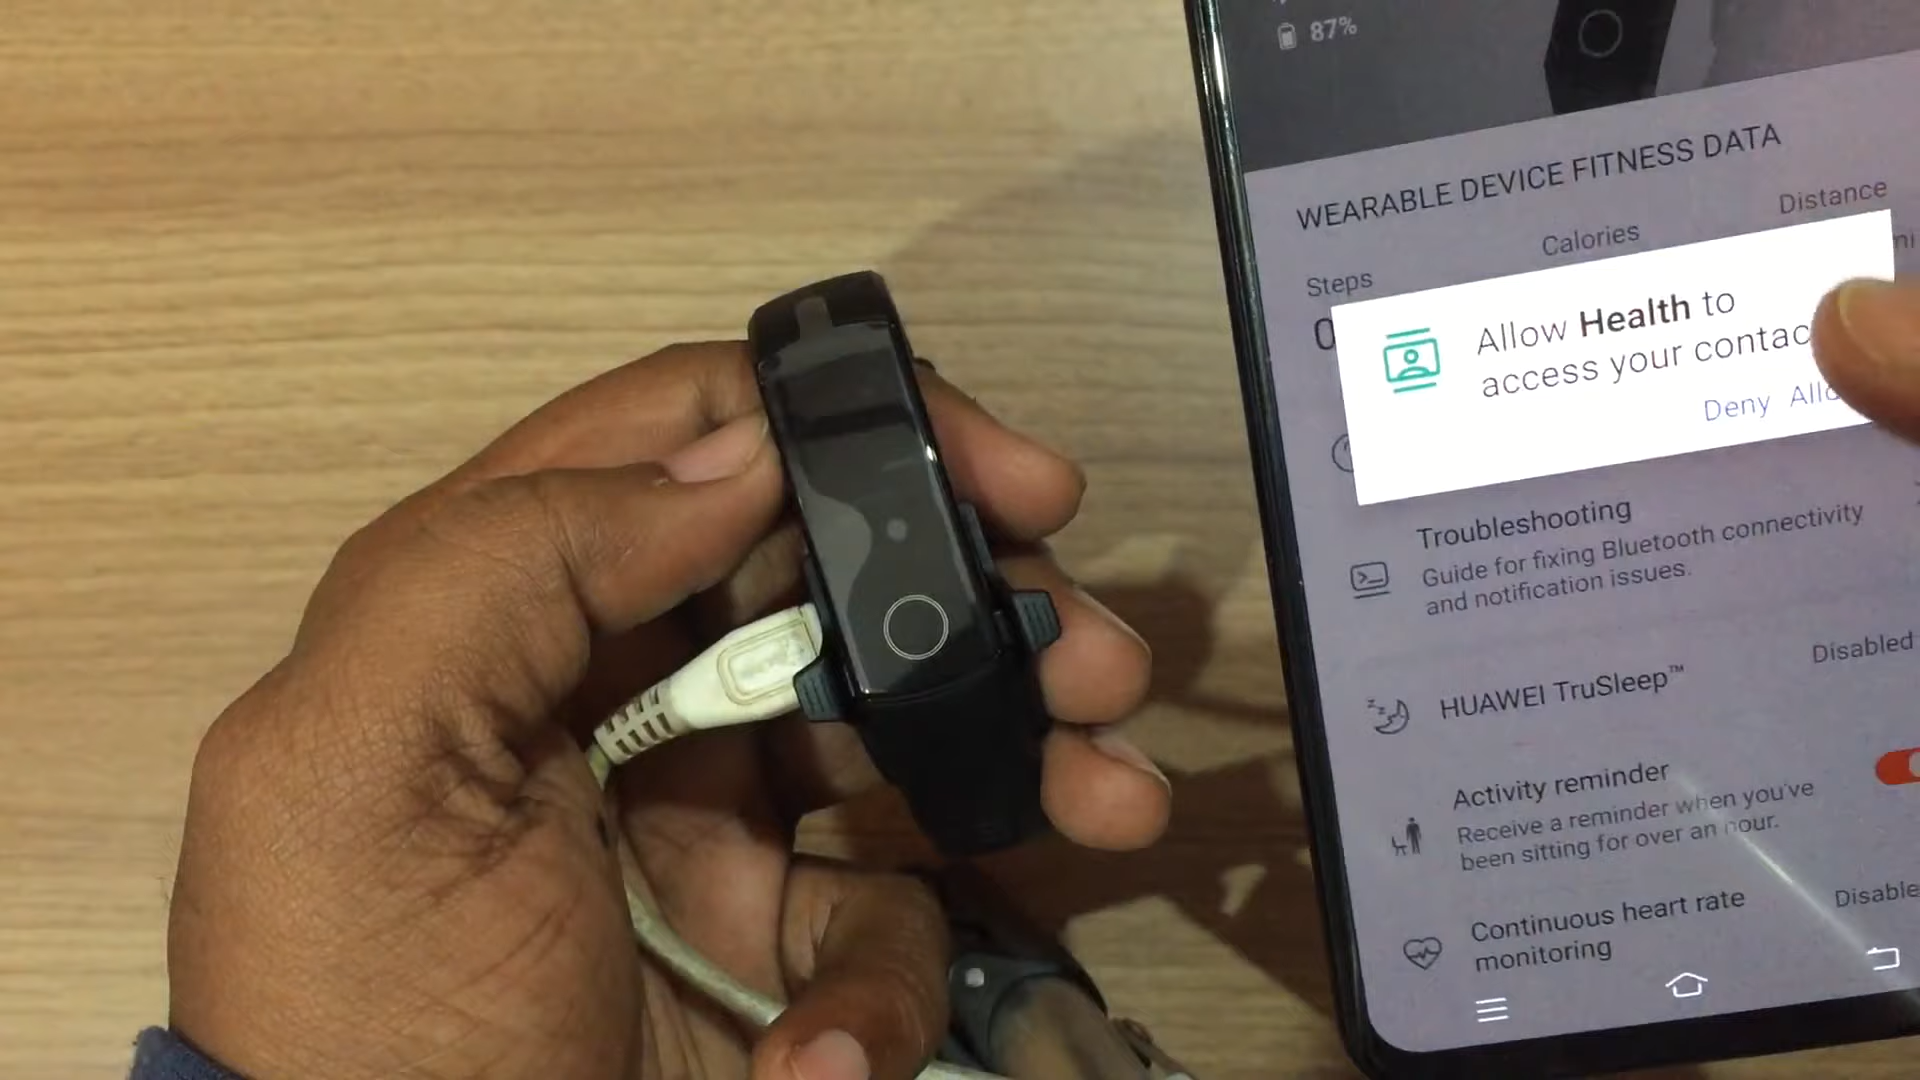 87%
WEARABLE DEVICE FITNESS DATA
Steps
Calories
Distance
0
Allow Health to
access your
Deny
Troubleshooting
Guide for fixing Bluetooth connectivity
and notification issues.
HUAWEI TruSleep™
Disabled
Activity reminder
Receive a reminder when you've
been sitting for over an hour.
Continuous heart rate
monitoring